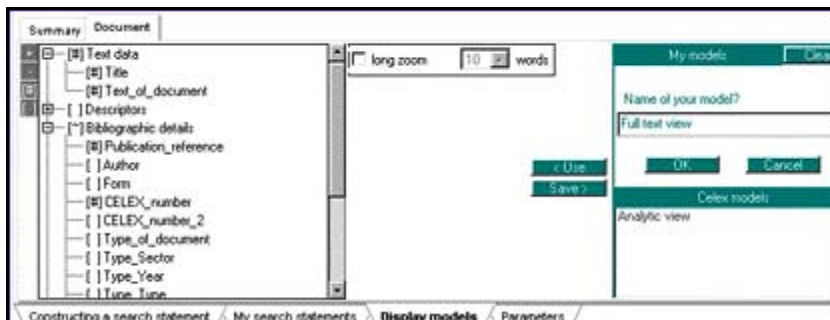 Summary Document
[#] Text data
[#] Title
[#] Text_of_document
[ ] Descriptors
[~] Bibliographic details
[#] Publication_reference
[ ] Author
[ ] Form
[#] CELEX_number
[ ] CELEX_number_2
[ ] Type_of_document
[ ] Type_Sector
[ ] Type_Year
[ ] Type_Type
long zoom 10 words
< Use
Save >
My models
Name of your model?
Full text view
OK Cancel
Celex models
Analytic view
Constructing a search statement My search statements Display models Parameters